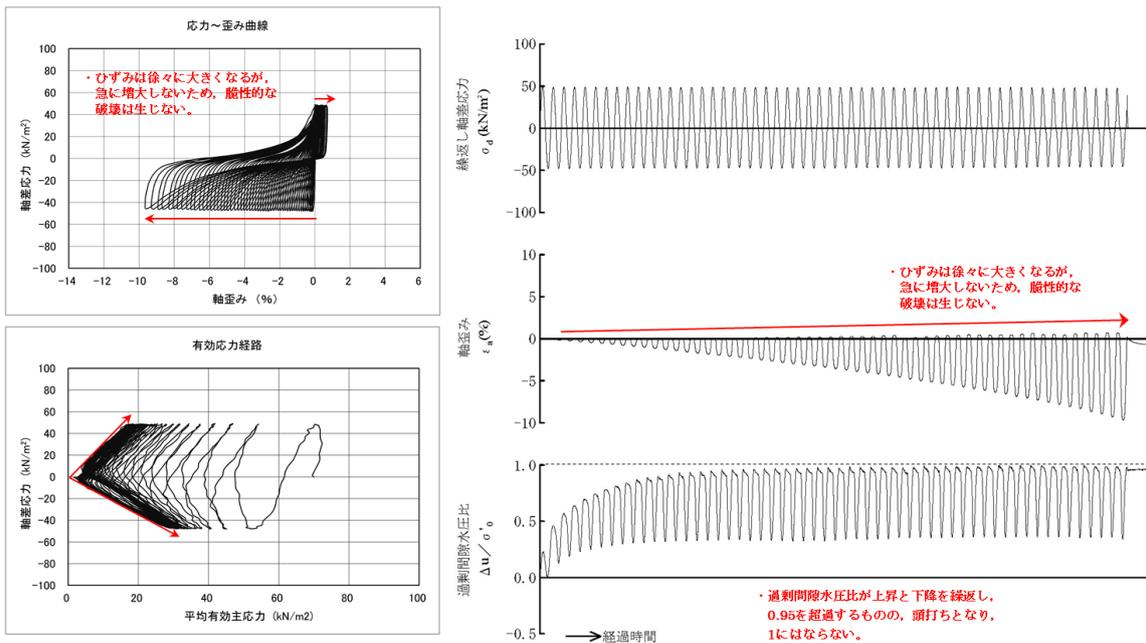 応力～歪み曲線
100
80
60
40
20
0
-20
-40
-60
-80
-100
軸差応力 (kN/m²)
・ひずみは徐々に大きくなるが,
急に増大しないため, 脆性的な
破壊は生じない。
-14 -12 -10 -8 -6 -4 -2 0 2 4 6
軸歪み (%)
有効応力経路
100
80
60
40
20
0
-20
-40
-60
-80
-100
軸差応力 (kN/m²)
0 20 40 60 80 100
平均有効主応力 (kN/m2)
100
50
0
-50
-100
繰返し軸差応力
σd (kN/㎡)
10
5
0
-5
-10
軸歪み
εa (%)
・ひずみは徐々に大きくなるが,
急に増大しないため, 脆性的な
破壊は生じない。
1.0
0.5
0.0
-0.5
過剰間隙水圧比
Δu/σ'0
・過剰間隙水圧比が上昇と下降を繰返し,
0.95を超過するものの, 頭打ちとなり,
1にはならない。
経過時間